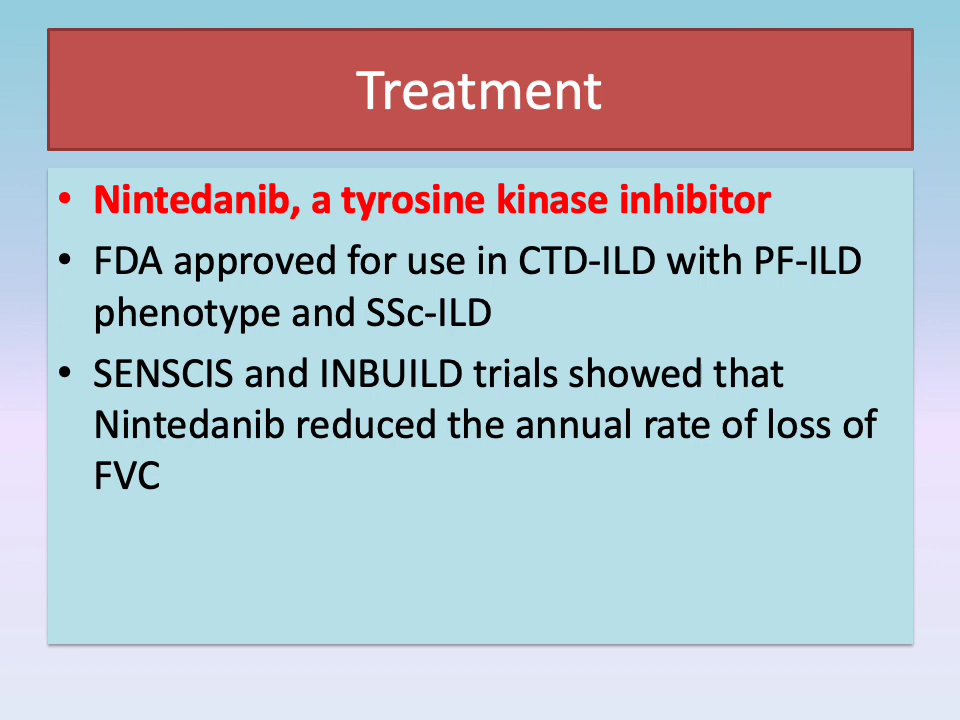 Treatment
• Nintedanib, a tyrosine kinase inhibitor
• FDA approved for use in CTD-ILD with PF-ILD
phenotype and SSc-ILD
• SENSCIS and INBUILD trials showed that
Nintedanib reduced the annual rate of loss of
FVC